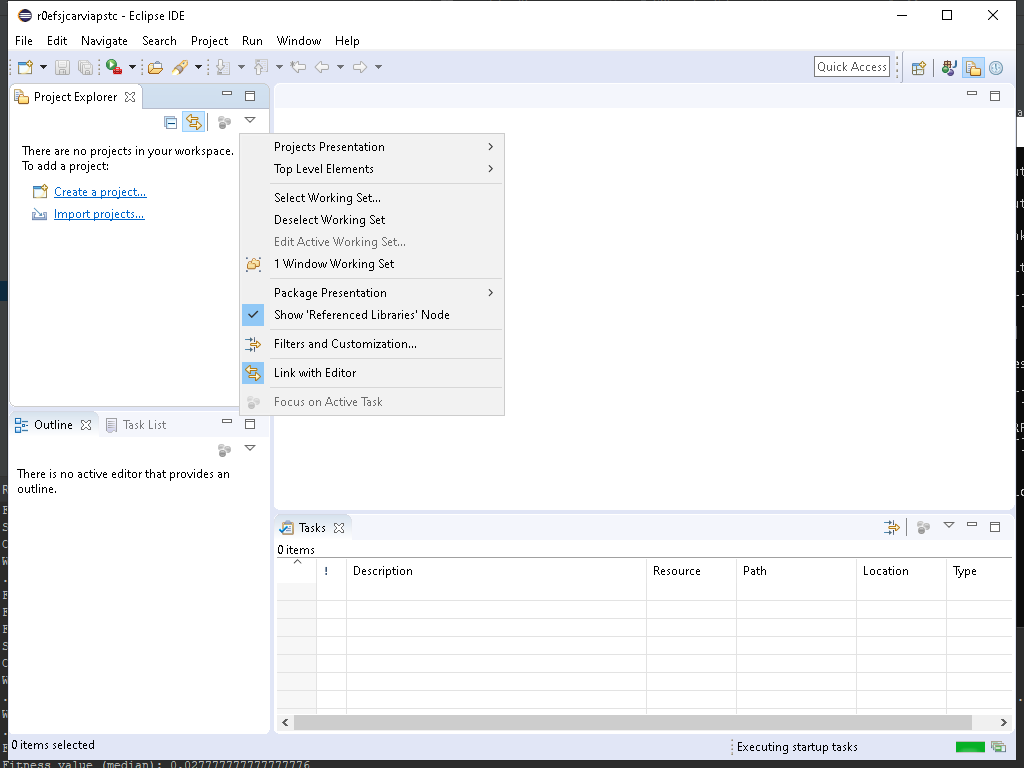 r0efsjcarviapstc - Eclipse IDE
File Edit Navigate Search Project Run Window Help
Quick Access
Project Explorer
There are no projects in your workspace.
To add a project:
Create a project...
Import projects...
Projects Presentation
Top Level Elements
Select Working Set...
Deselect Working Set
Edit Active Working Set...
1 Window Working Set
Package Presentation
Show 'Referenced Libraries' Node
Filters and Customization...
Link with Editor
Focus on Active Task
Outline Task List
There is no active editor that provides an
outline.
Tasks
0 items
! Description Resource Path Location Type
0 items selected
Executing startup tasks
Fitness value (median): 0.027777777777777776